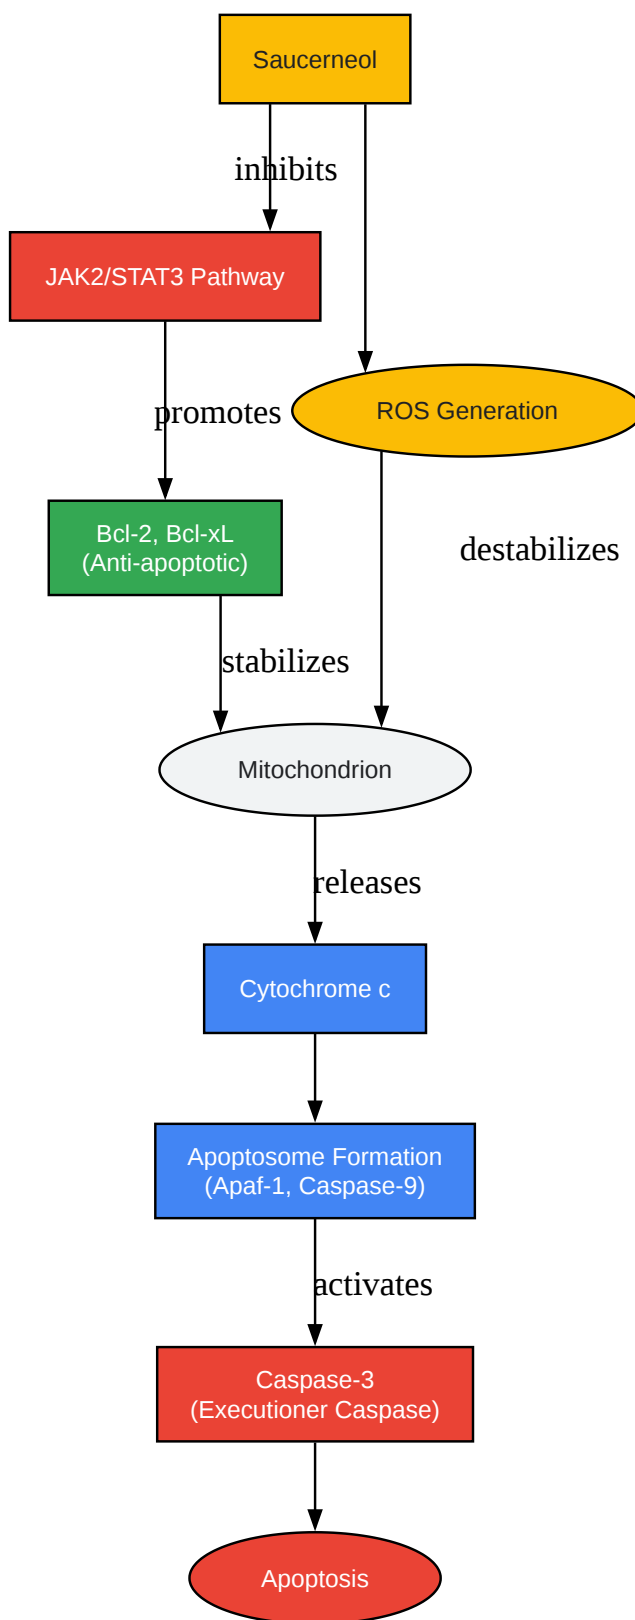 Saucerneol
inhibits
JAK2/STAT3 Pathway
promotes
ROS Generation
Bcl-2, Bcl-xL
(Anti-apoptotic)
destabilizes
stabilizes
Mitochondrion
releases
Cytochrome c
Apoptosome Formation
(Apaf-1, Caspase-9)
activates
Caspase-3
(Executioner Caspase)
Apoptosis